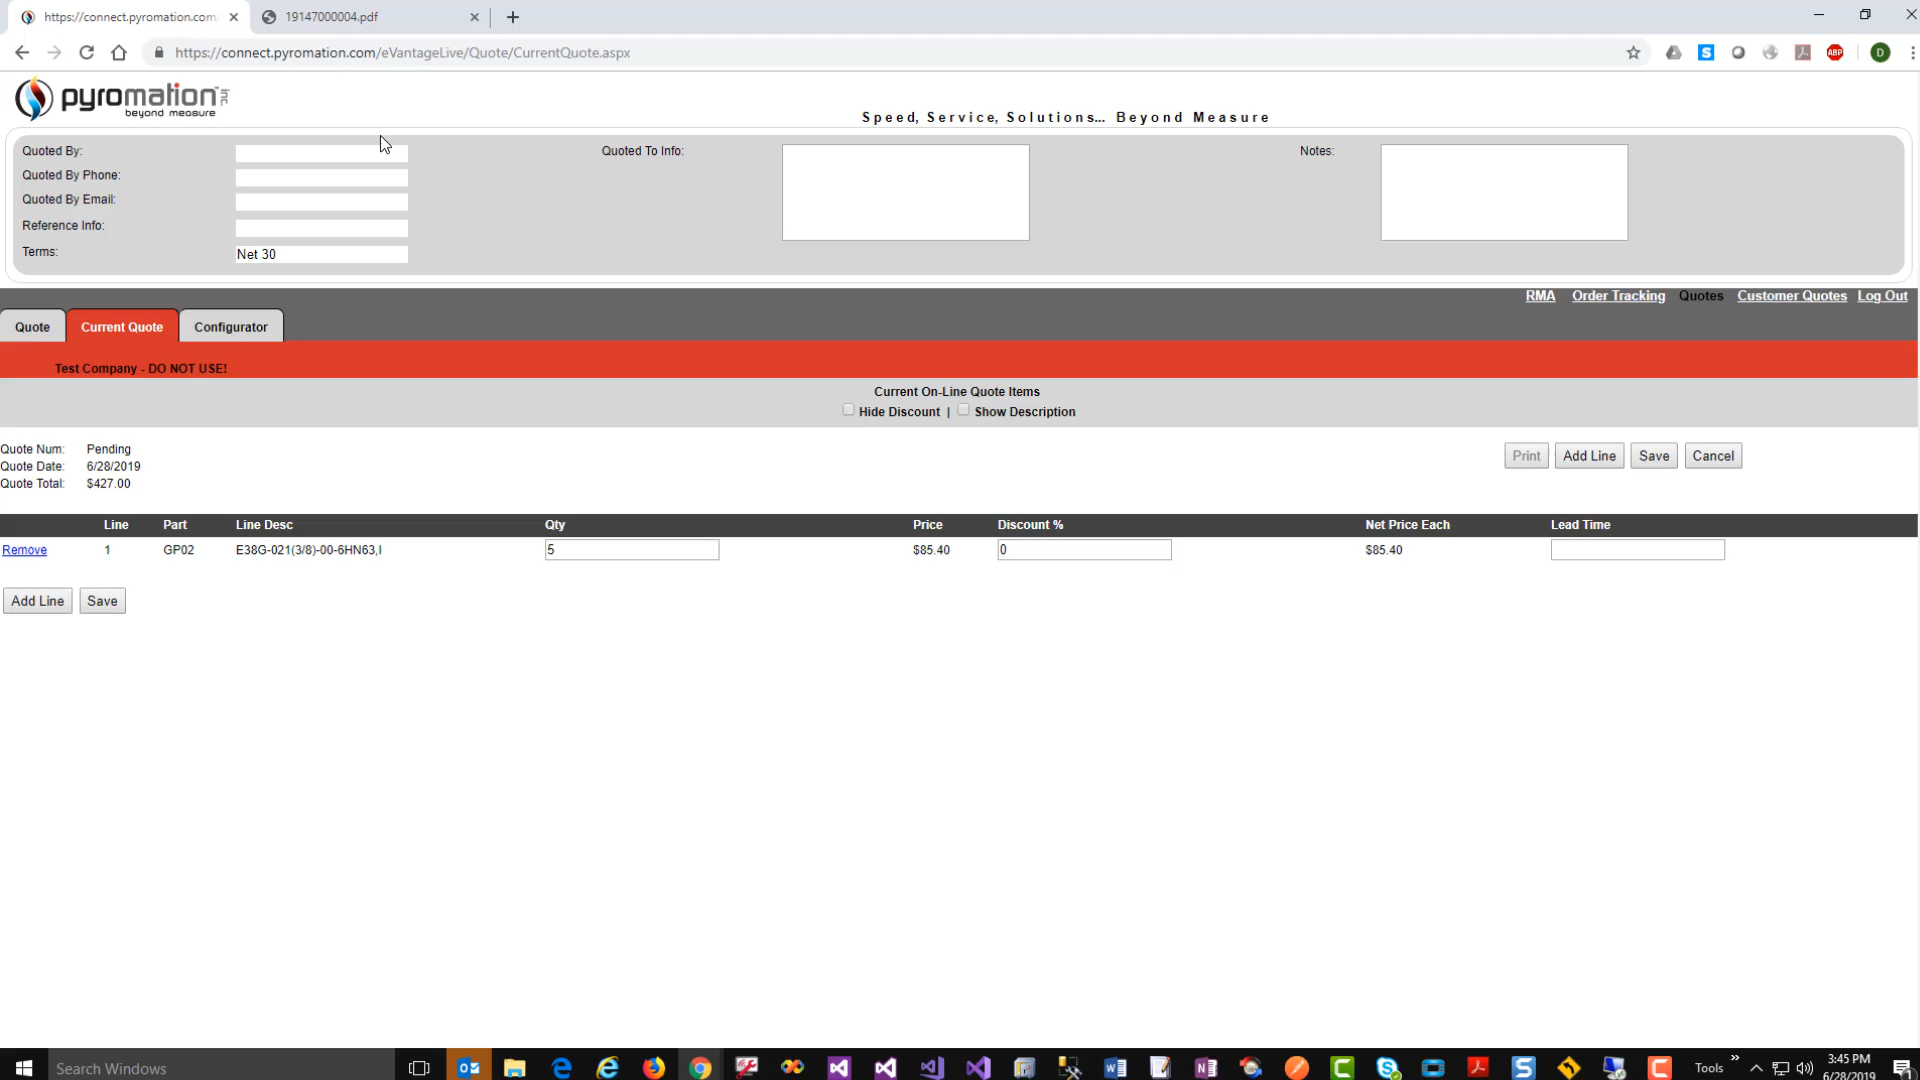 https://connect.pyromation.com/
19147000004.pdf
https://connect.pyromation.com/eVantageLive/Quote/CurrentQuote.aspx
S
ABP
D
pyromation inc
beyond measure
Speed, Service, Solutions... Beyond Measure
Quoted By:
Quoted To Info:
Notes:
Quoted By Phone:
Quoted By Email:
Reference Info:
Terms:
Net 30
RMA Order Tracking Quotes Customer Quotes Log Out
Quote Current Quote Configurator
Test Company - DO NOT USE!
Current On-Line Quote Items
Hide Discount | Show Description
Quote Num: Pending
Quote Date: 6/28/2019
Quote Total: $427.00
Print Add Line Save Cancel
Line Part Line Desc Qty Price Discount % Net Price Each Lead Time
Remove 1 GP02 E38G-021(3/8)-00-6HN63,I 5 $85.40 0 $85.40
Add Line Save
Search Windows
Tools
3:45 PM
6/28/2019